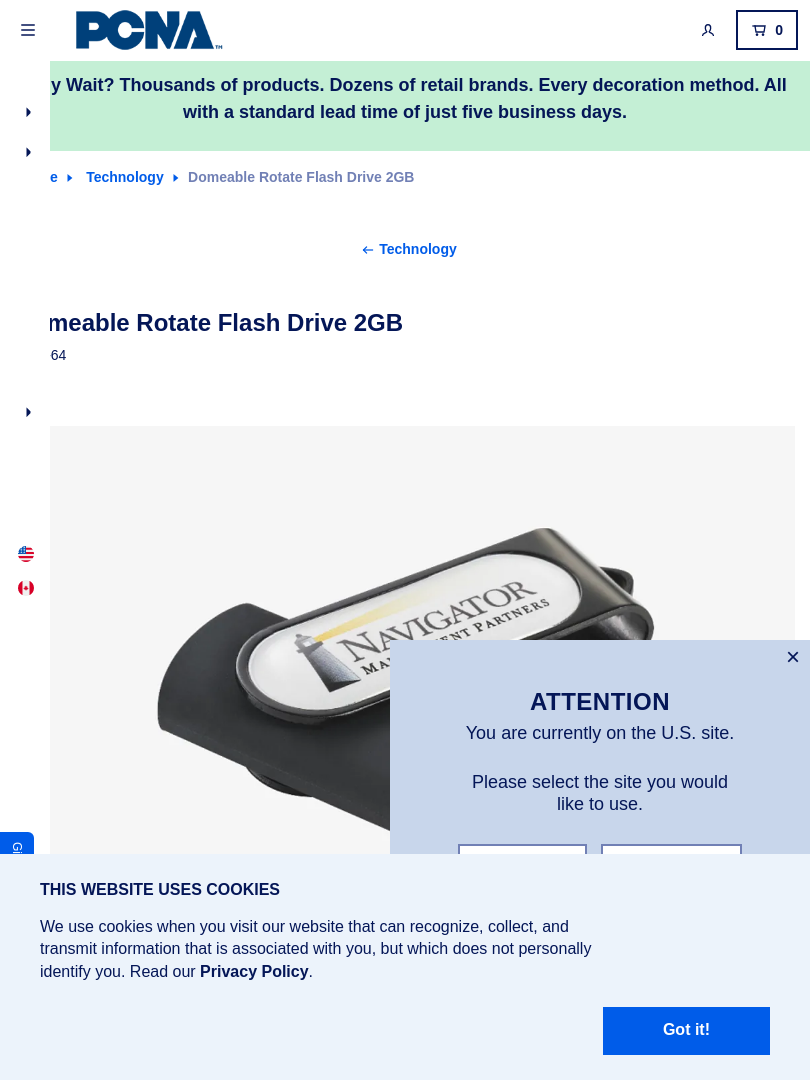 PCNA™
0
y Wait? Thousands of products. Dozens of retail brands. Every decoration method. All
with a standard lead time of just five business days.
e Technology Domeable Rotate Flash Drive 2GB
← Technology
meable Rotate Flash Drive 2GB
64
NAVIGATOR
PARTNERS
ATTENTION
You are currently on the U.S. site.
Please select the site you would
like to use.
THIS WEBSITE USES COOKIES
We use cookies when you visit our website that can recognize, collect, and
transmit information that is associated with you, but which does not personally
identify you. Read our Privacy Policy.
Got it!